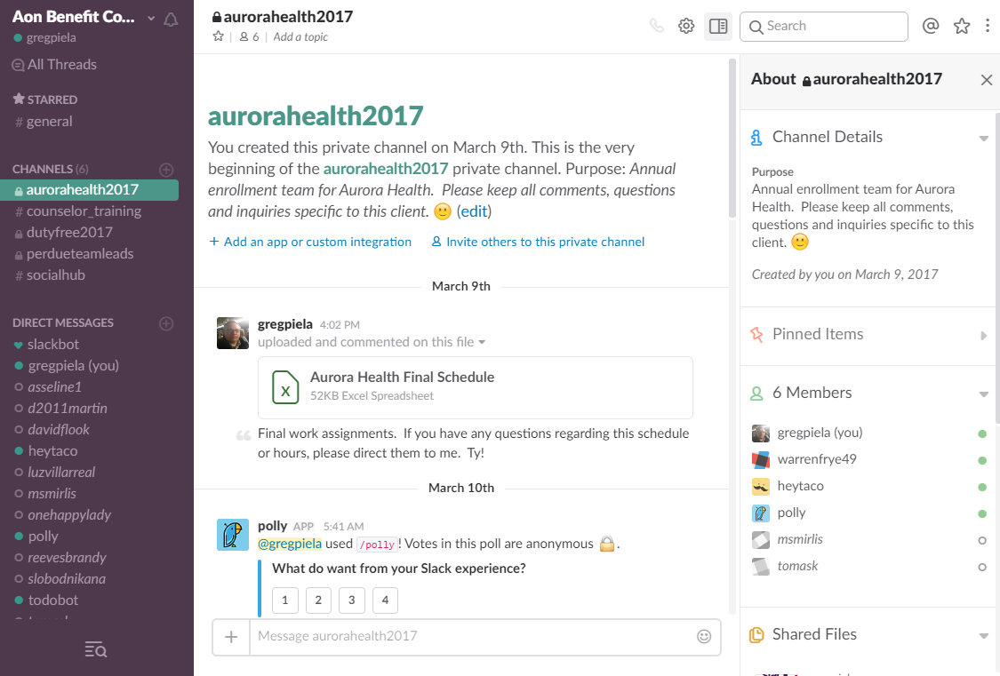 Aon Benefit Co...
gregpiela
All Threads
STARRED
# general
CHANNELS (6)
aurorahealth2017
# counselor_training
dutyfree2017
perdueteamleads
# socialhub
DIRECT MESSAGES
slackbot
gregpiela (you)
asseline1
d2011martin
davidflook
heytaco
luzvillarreal
msmirlis
onehappylady
polly
reevesbrandy
slobodnikana
todobot
aurorahealth2017
6 | Add a topic
Search
aurorahealth2017
You created this private channel on March 9th. This is the very
beginning of the aurorahealth2017 private channel. Purpose: Annual
enrollment team for Aurora Health.  Please keep all comments, questions
and inquiries specific to this client. 🙂 (edit)
+ Add an app or custom integration Invite others to this private channel
March 9th
gregpiela 4:02 PM
uploaded and commented on this file
X
Aurora Health Final Schedule
52KB Excel Spreadsheet
Final work assignments.  If you have any questions regarding this schedule
or hours, please direct them to me.  Ty!
March 10th
polly APP 5:41 AM
@gregpiela used /polly! Votes in this poll are anonymous 🔒.
What do want from your Slack experience?
1 2 3 4
+ Message aurorahealth2017
About aurorahealth2017
Channel Details
Purpose
Annual enrollment team for Aurora
Health.  Please keep all comments,
questions and inquiries specific to this
client. 🙂
Created by you on March 9, 2017
Pinned Items
6 Members
gregpiela (you)
warrenfrye49
heytaco
polly
msmirlis
tomask
Shared Files